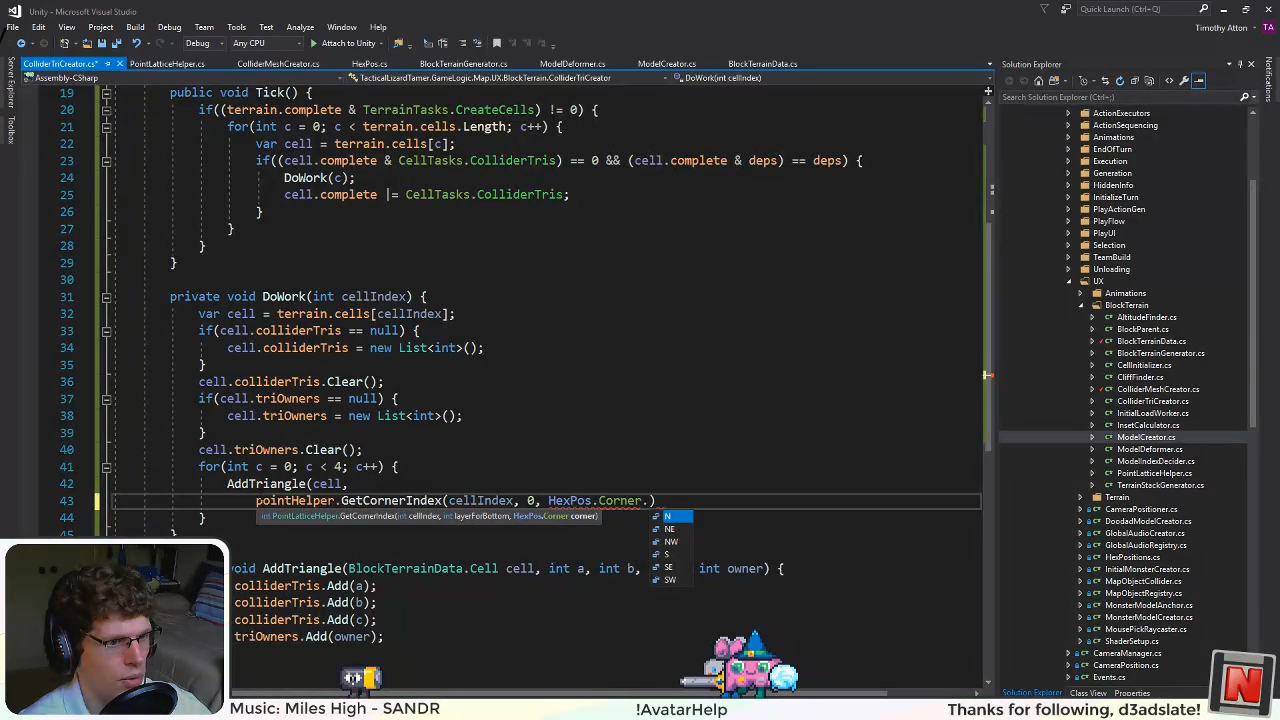 Unity - Microsoft Visual Studio
Quick Launch (Ctrl+Q)
File Edit View Project Build Debug Team Tools Test Analyze Window Help
Timothy Atton TA
Debug Any CPU Attach to Unity
ColliderTriCreator.cs* PointLatticeHelper.cs ColliderMeshCreator.cs HexPos.cs BlockTerrainGenerator.cs ModelDeformer.cs ModelCreator.cs BlockTerrainData.cs
Assembly-CSharp TacticalLizardTamer.GameLogic.Map.UX.BlockTerrain.ColliderTriCreator DoWork(int cellIndex)
Server Explorer
Toolbox
Notifications
19 public void Tick() {
20 if((terrain.complete & TerrainTasks.CreateCells) != 0) {
21 for(int c = 0; c < terrain.cells.Length; c++) {
22 var cell = terrain.cells[c];
23 if((cell.complete & CellTasks.ColliderTris) == 0 && (cell.complete & deps) == deps) {
24 DoWork(c);
25 cell.complete |= CellTasks.ColliderTris;
26 }
27 }
28 }
29 }
30
31 private void DoWork(int cellIndex) {
32 var cell = terrain.cells[cellIndex];
33 if(cell.colliderTris == null) {
34 cell.colliderTris = new List<int>();
35 }
36 cell.colliderTris.Clear();
37 if(cell.triOwners == null) {
38 cell.triOwners = new List<int>();
39 }
40 cell.triOwners.Clear();
41 for(int c = 0; c < 4; c++) {
42 AddTriangle(cell,
43 pointHelper.GetCornerIndex(cellIndex, 0, HexPos.Corner.)
int PointLatticeHelper.GetCornerIndex(int cellIndex, int layerForBottom, HexPos.Corner corner)
N
NE
NW
S
SE
SW
44 }
45 }
void AddTriangle(BlockTerrainData.Cell cell, int a, int b, int owner) {
colliderTris.Add(a);
colliderTris.Add(b);
colliderTris.Add(c);
triOwners.Add(owner);
Solution Explorer
Search Solution Explorer (Ctrl+;)
ActionExecutors
ActionSequencing
EndOfTurn
Execution
Gathering
HiddenInfo
InitializeTurn
PlayActionGen
PlayFlow
PlayUI
Selection
TeamBuild
Unloading
UX
Animations
BlockTerrain
AltitudeFinder.cs
BlockParent.cs
BlockTerrainData.cs
BlockTerrainGenerator.cs
CellInitializer.cs
CliffFinder.cs
ColliderMeshCreator.cs
ColliderTriCreator.cs
InitialLoadWorker.cs
InsetCalculator.cs
ModelCreator.cs
ModelDeformer.cs
ModelIndexDecider.cs
PointLatticeHelper.cs
TerrainStackGenerator.cs
Terrain
CameraPositioner.cs
DoodadModelCreator.cs
GlobalAudioCreator.cs
GlobalAudioRegistry.cs
HexPositions.cs
InitialMonsterCreator.cs
MapObjectCollider.cs
MapObjectRegistry.cs
MonsterModelAnchor.cs
MonsterModelCreator.cs
MousePickRaycaster.cs
ShaderSetup.cs
CameraManager.cs
CameraPosition.cs
Events.cs
Solution Explorer Class View Properties
Music: Miles High - SANDR !AvatarHelp Thanks for following, d3adslate!
N